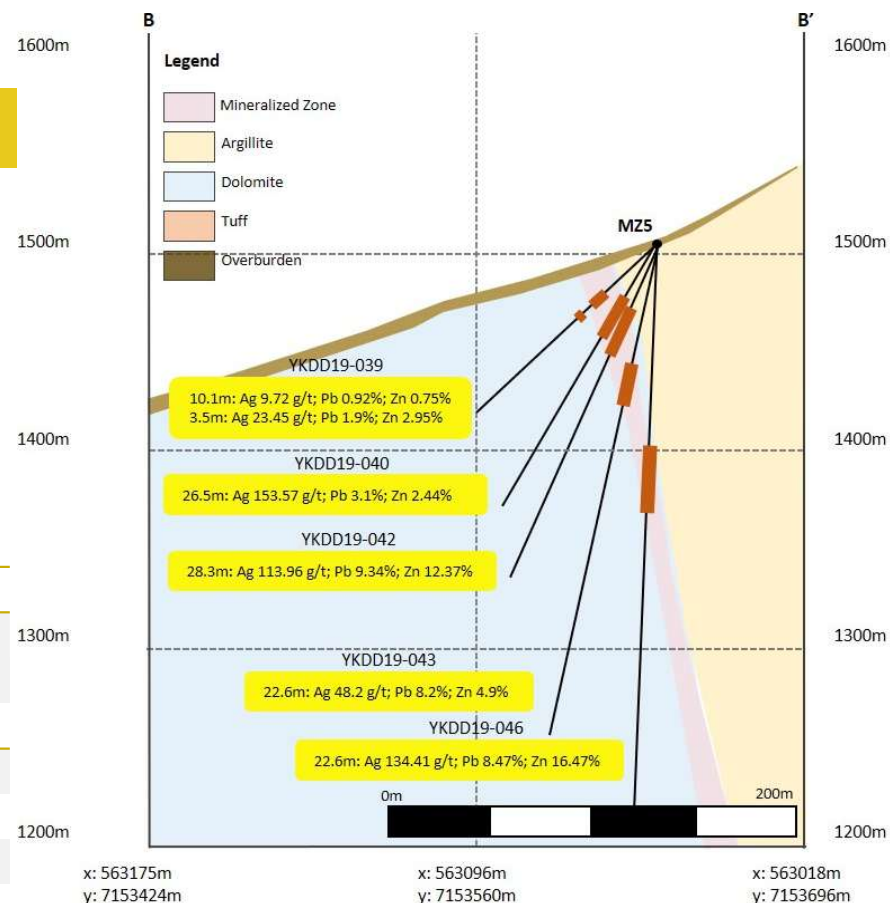 B
B′
1600m
1600m
Legend
Mineralized Zone
Argillite
Dolomite
Tuff
Overburden
MZ5
1500m
1500m
YKDD19-039
10.1m: Ag 9.72 g/t; Pb 0.92%; Zn 0.75%
3.5m: Ag 23.45 g/t; Pb 1.9%; Zn 2.95%
1400m
1400m
YKDD19-040
26.5m: Ag 153.57 g/t; Pb 3.1%; Zn 2.44%
YKDD19-042
28.3m: Ag 113.96 g/t; Pb 9.34%; Zn 12.37%
1300m
1300m
YKDD19-043
22.6m: Ag 48.2 g/t; Pb 8.2%; Zn 4.9%
YKDD19-046
22.6m: Ag 134.41 g/t; Pb 8.47%; Zn 16.47%
0m
200m
1200m
1200m
x: 563175m
y: 7153424m
x: 563096m
y: 7153560m
x: 563018m
y: 7153696m